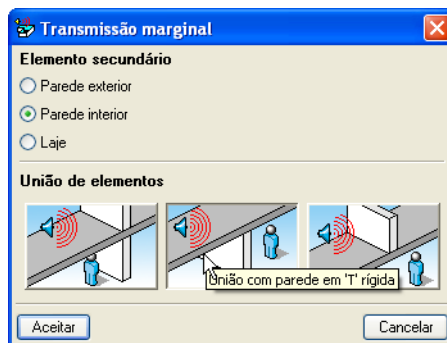 Transmissão marginal
Elemento secundário
Parede exterior
Parede interior
Laje
União de elementos
União com parede em 'T' rígida
Aceitar
Cancelar